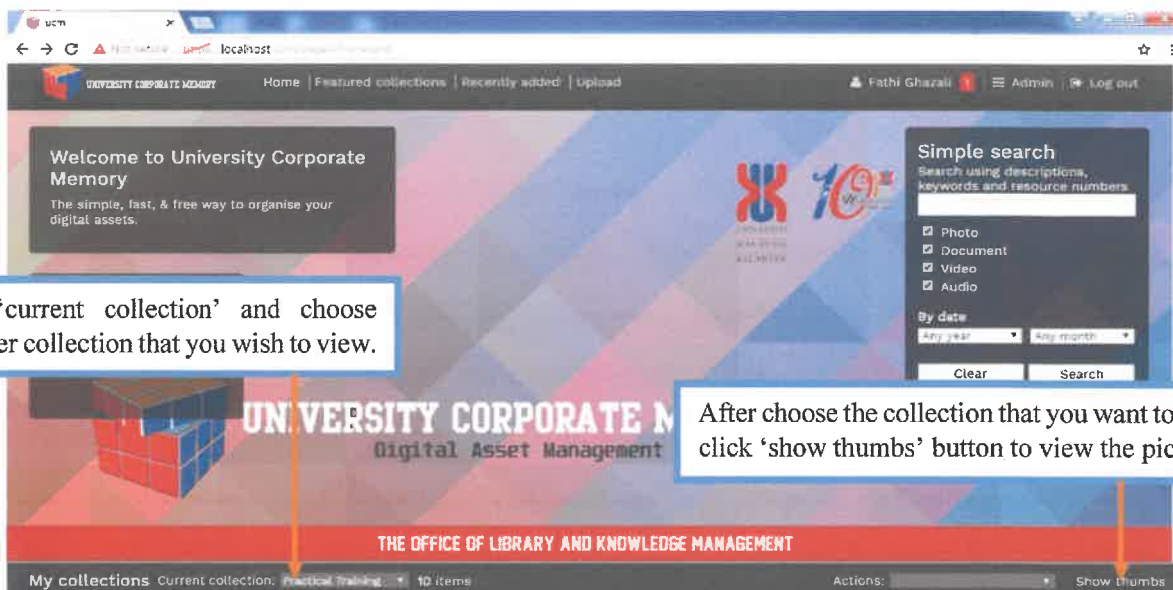 ucm
localhost
UNIVERSITY CORPORATE MEMORY
Home | Featured collections | Recently added | Upload
Fathi Ghazali 1
Admin
Log out
Welcome to University Corporate
Memory
The simple, fast, & free way to organise your
digital assets.
Simple search
Search using descriptions,
keywords and resource numbers
Photo
Document
Video
Audio
By date
Any year
Any month
Clear
Search
‘current collection’ and choose
er collection that you wish to view.
UNIVERSITY CORPORATE M
Digital Asset Management
After choose the collection that you want to
click ‘show thumbs’ button to view the pic
THE OFFICE OF LIBRARY AND KNOWLEDGE MANAGEMENT
My collections Current collection: Practical Training 10 items
Actions:
Show thumbs